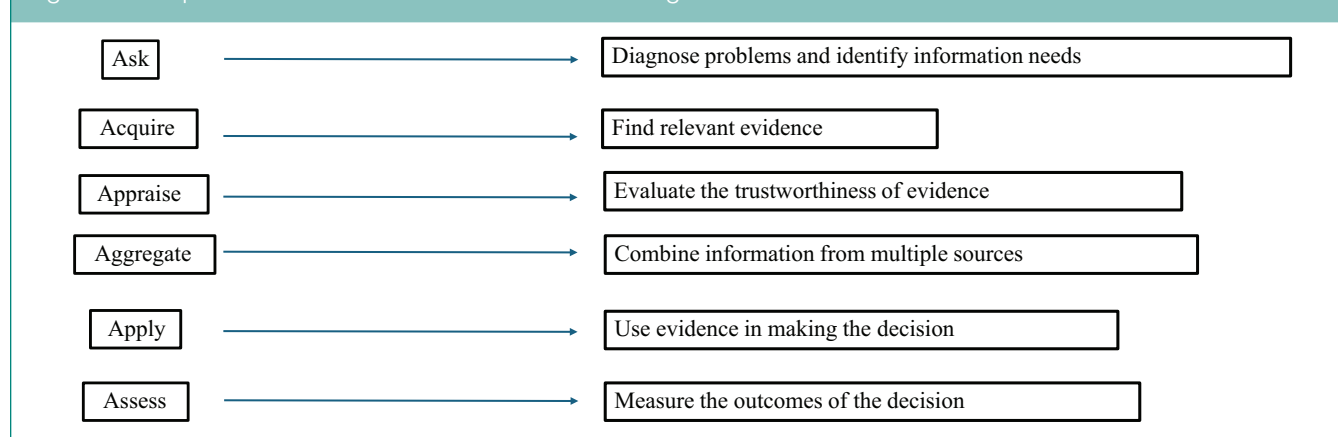 Ask
Diagnose problems and identify information needs
Acquire
Find relevant evidence
Appraise
Evaluate the trustworthiness of evidence
Aggregate
Combine information from multiple sources
Apply
Use evidence in making the decision
Assess
Measure the outcomes of the decision